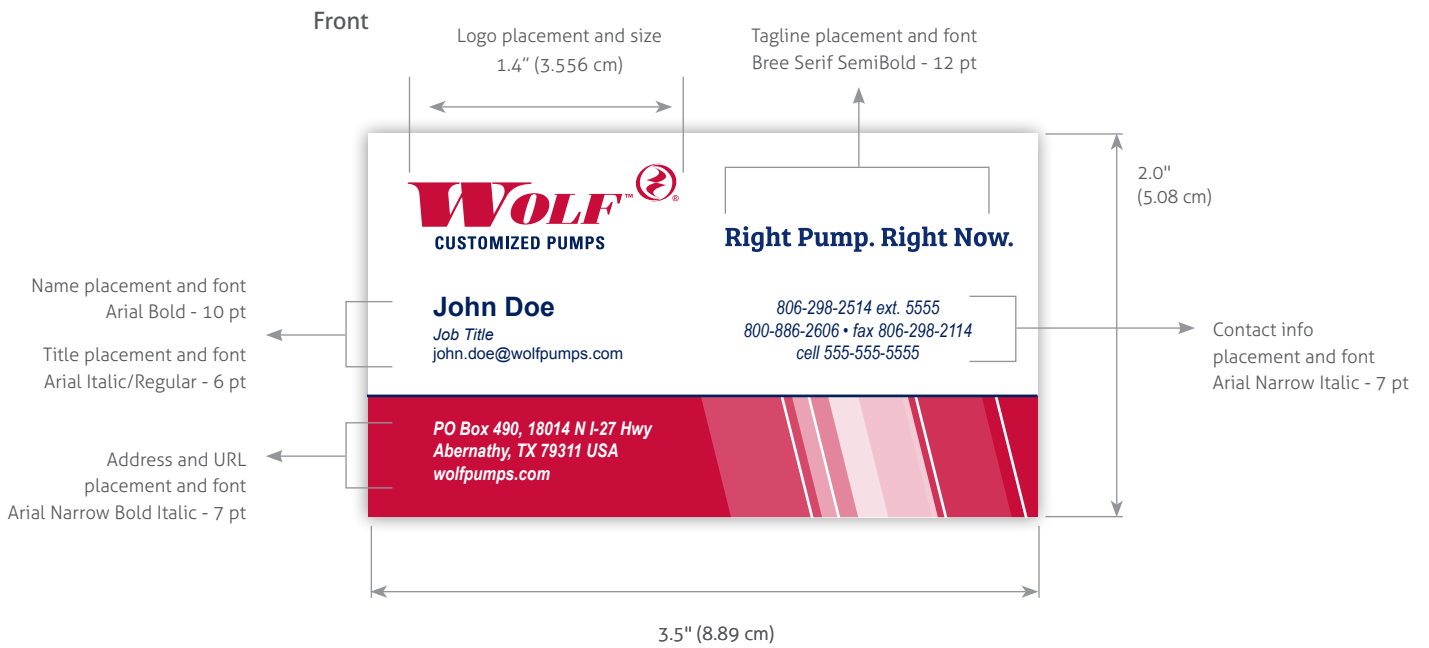 Front
Logo placement and size
1.4” (3.556 cm)
Tagline placement and font
Bree Serif SemiBold - 12 pt
2.0"
(5.08 cm)
WOLF™ ®
CUSTOMIZED PUMPS
Right Pump. Right Now.
Name placement and font
Arial Bold - 10 pt
Title placement and font
Arial Italic/Regular - 6 pt
John Doe
Job Title
john.doe@wolfpumps.com
806-298-2514 ext. 5555
800-886-2606 • fax 806-298-2114
cell 555-555-5555
Contact info
placement and font
Arial Narrow Italic - 7 pt
Address and URL
placement and font
Arial Narrow Bold Italic - 7 pt
PO Box 490, 18014 N I-27 Hwy
Abernathy, TX 79311 USA
wolfpumps.com
3.5" (8.89 cm)